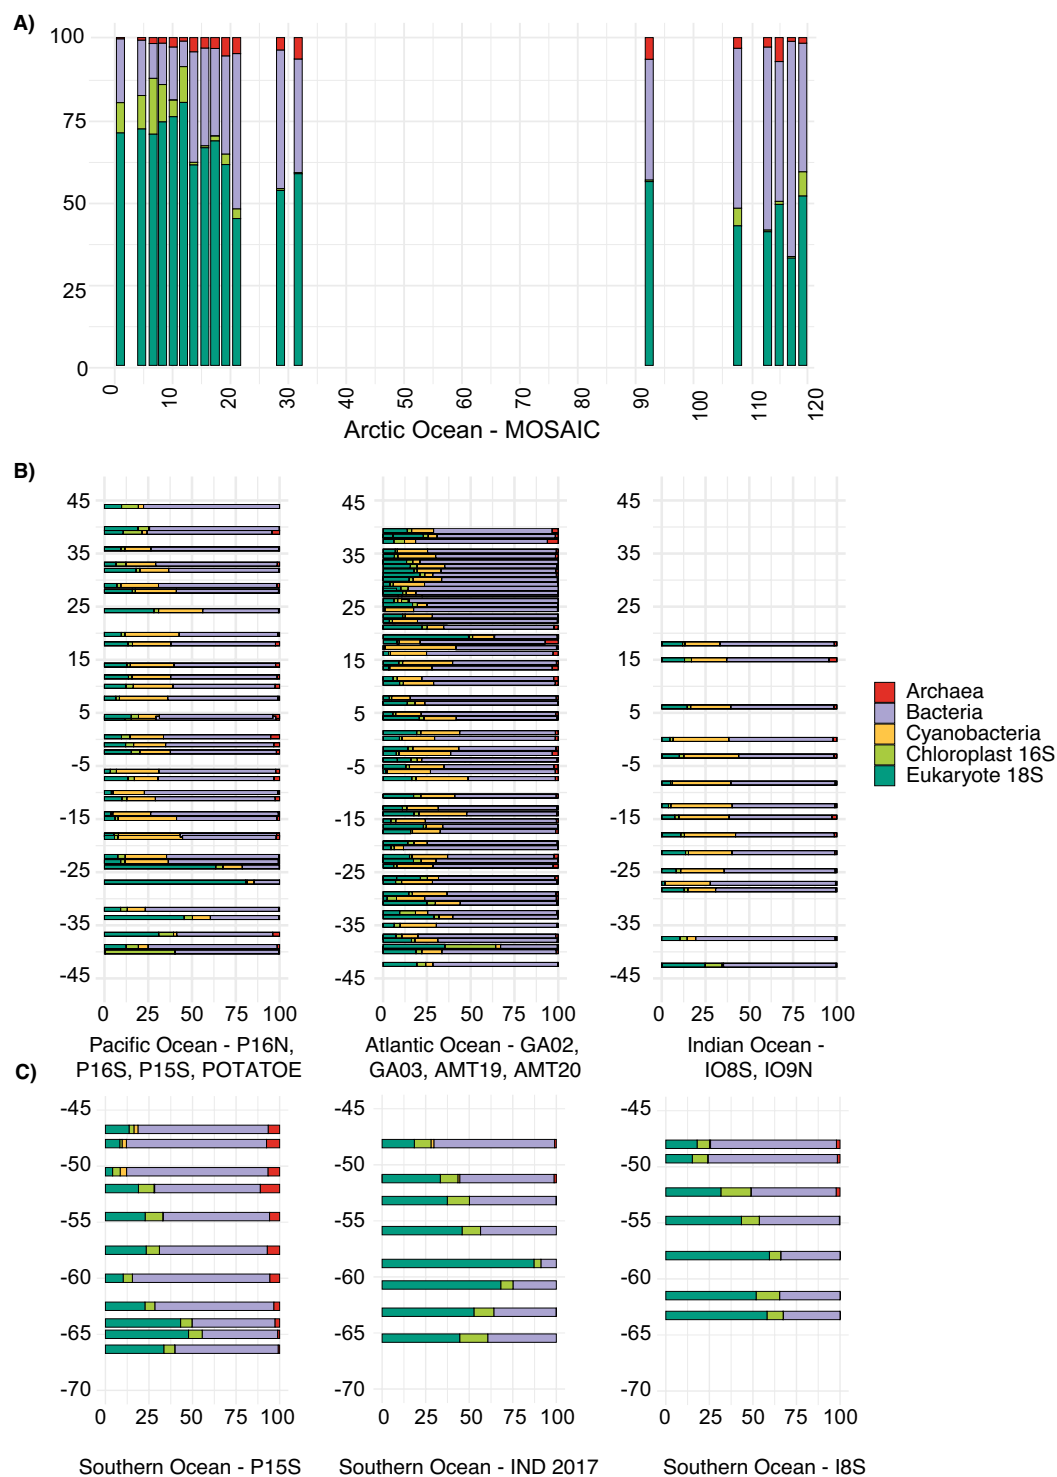 A)
100
75
50
25
0
0 10 20 30 40 50 60 70 80 90 100 110 120
Arctic Ocean - MOSAIC
B)
45 45 45
35 35 35
25 25 25
15 15 15
5 5 5
-5 -5 -5
-15 -15 -15
-25 -25 -25
-35 -35 -35
-45 -45 -45
0 25 50 75 100 0 25 50 75 100 0 25 50 75 100
Pacific Ocean - P16N,
P16S, P15S, POTATOE
Atlantic Ocean - GA02,
GA03, AMT19, AMT20
Indian Ocean -
IO8S, IO9N
Archaea
Bacteria
Cyanobacteria
Chloroplast 16S
Eukaryote 18S
C)
-45 -45 -45
-50 -50 -50
-55 -55 -55
-60 -60 -60
-65 -65 -65
-70 -70 -70
0 25 50 75 100 0 25 50 75 100 0 25 50 75 100
Southern Ocean - P15S
Southern Ocean - IND 2017
Southern Ocean - I8S